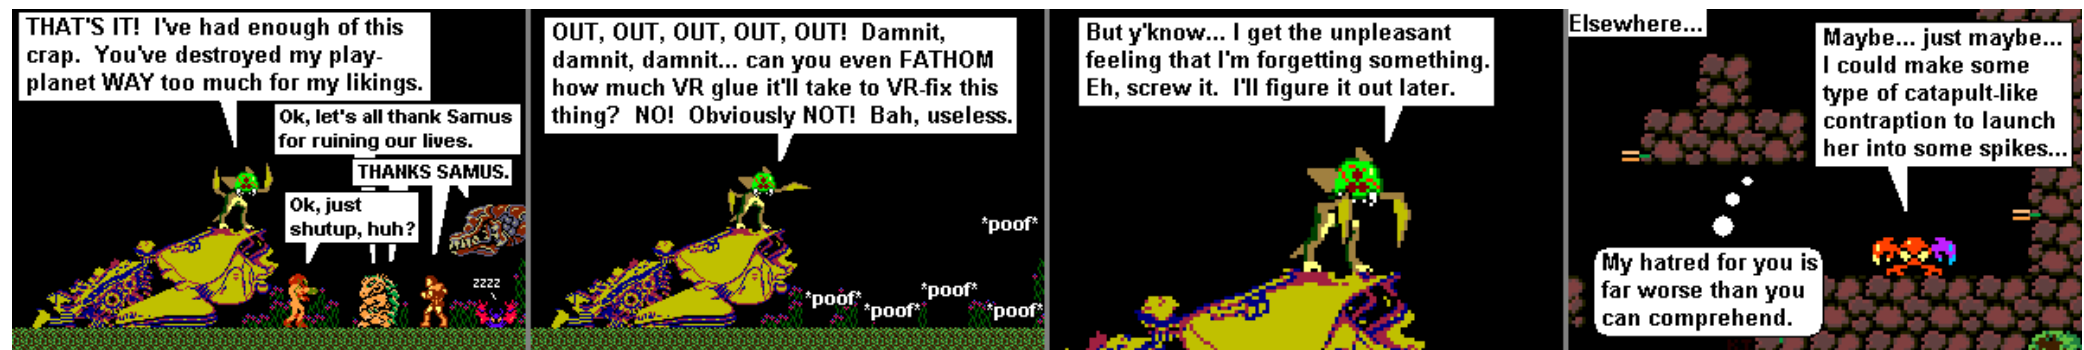 THAT'S IT!  I've had enough of this
crap.  You've destroyed my play-
planet WAY too much for my likings.
Ok, let's all thank Samus
for ruining our lives.
THANKS SAMUS.
Ok, just
shutup, huh?
zzzz
OUT, OUT, OUT, OUT, OUT!  Damnit,
damnit, damnit... can you even FATHOM
how much VR glue it'll take to VR-fix this
thing?  NO!  Obviously NOT!  Bah, useless.
*poof*
*poof*
*poof*
*poof*
*poof*
But y'know... I get the unpleasant
feeling that I'm forgetting something.
Eh, screw it.  I'll figure it out later.
Elsewhere...
Maybe... just maybe...
I could make some
type of catapult-like
contraption to launch
her into some spikes...
My hatred for you is
far worse than you
can comprehend.